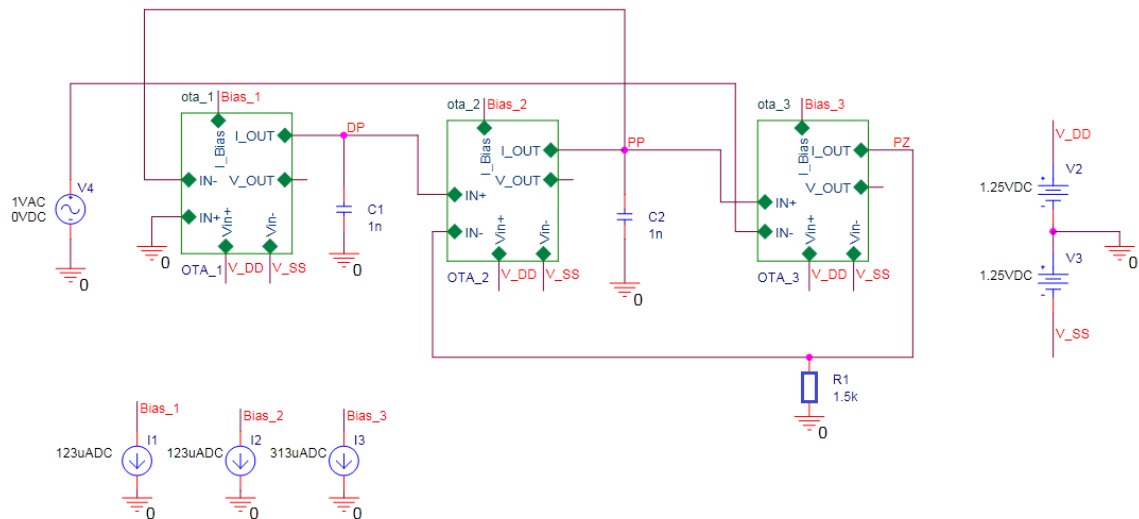 ota_1
Bias_1
I_Bias
I_OUT
V_OUT
IN-
IN+
Vin+
Vin-
OTA_1
V_DD
V_SS
0
DP
C1
1n
0
ota_2
Bias_2
I_Bias
I_OUT
V_OUT
IN+
IN-
Vin+
Vin-
OTA_2
V_DD
V_SS
PP
C2
1n
0
ota_3
Bias_3
I_Bias
I_OUT
V_OUT
IN+
IN-
Vin+
Vin-
OTA_3
V_DD
V_SS
PZ
V4
1VAC
0VDC
+
-
0
V_DD
V2
1.25VDC
+
-
0
V3
1.25VDC
+
-
V_SS
R1
1.5k
0
Bias_1
I1
123uADC
0
Bias_2
I2
123uADC
0
Bias_3
I3
313uADC
0